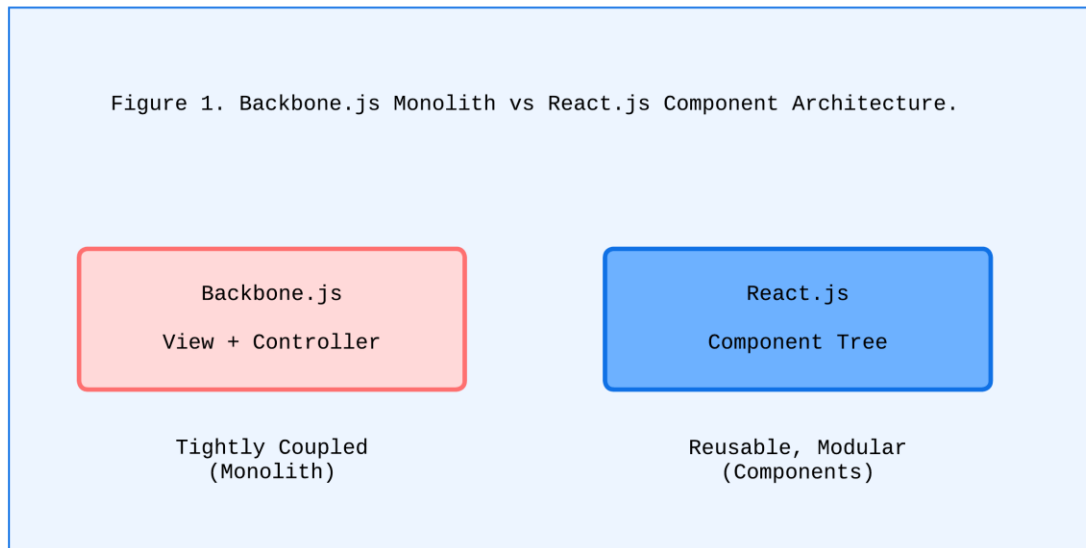 Figure 1. Backbone.js Monolith vs React.js Component Architecture.
Backbone.js
View + Controller
Tightly Coupled
(Monolith)
React.js
Component Tree
Reusable, Modular
(Components)